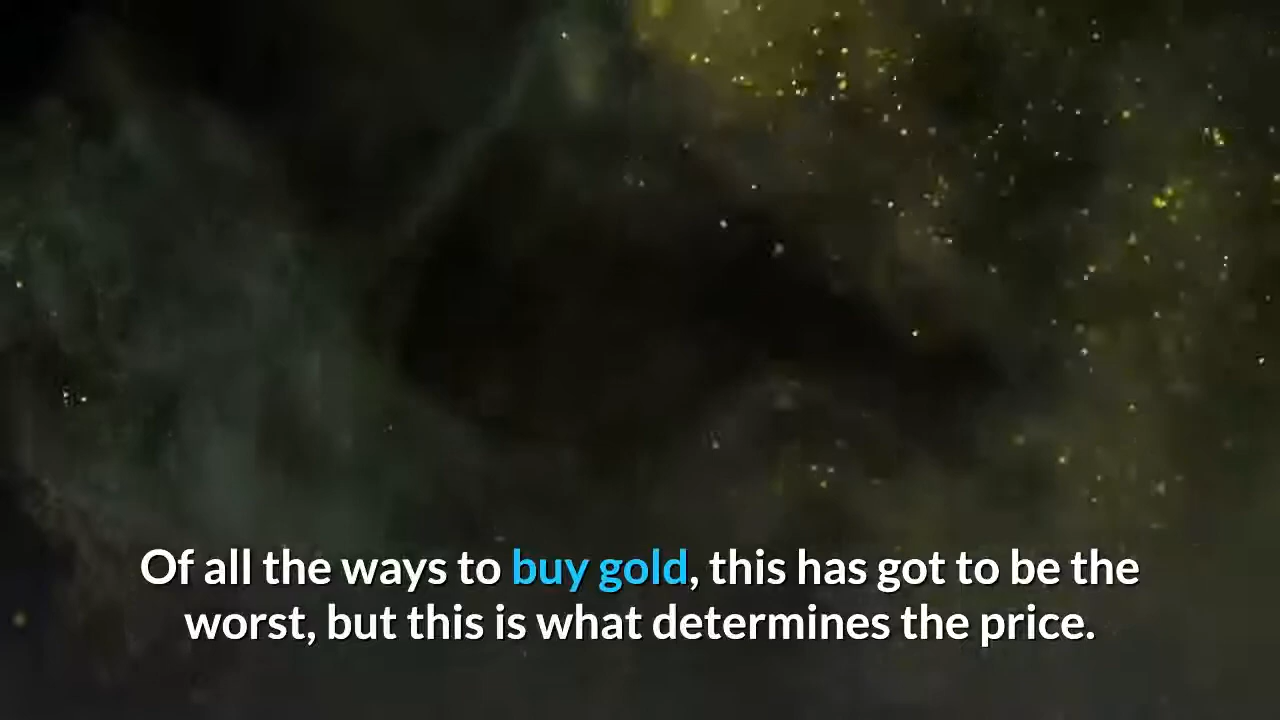 Of all the ways to buy gold, this has got to be the
worst, but this is what determines the price.